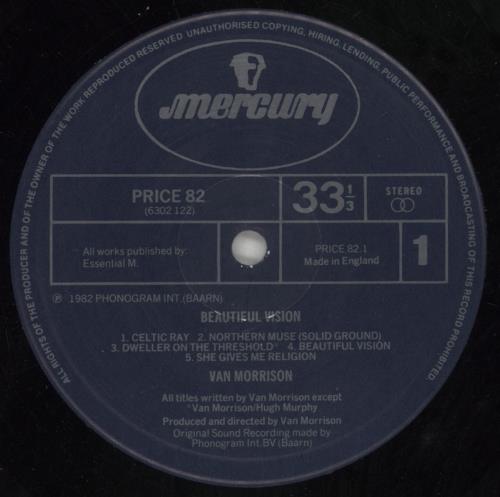 ALL RIGHTS OF THE PRODUCER AND OF THE OWNER OF THE WORK REPRODUCED RESERVED UNAUTHORISED COPYING, HIRING, LENDING, PUBLIC PERFORMANCE AND BROADCASTING OF THIS RECORD PROHIBITED.
mercury
PRICE 82
(6302 122)
33 1/3
STEREO
All works published by:
Essential M.
PRICE.82.1
Made in England
1
℗ 1982 PHONOGRAM INT.(BAARN)
BEAUTIFUL VISION
1. CELTIC RAY 2. NORTHERN MUSE (SOLID GROUND)
3. DWELLER ON THE THRESHOLD* 4. BEAUTIFUL VISION
5. SHE GIVES ME RELIGION
VAN MORRISON
All titles written by Van Morrison except
*Van Morrison/Hugh Murphy
Produced and directed by Van Morrison
Original Sound Recording made by
Phonogram Int.BV (Baarn)